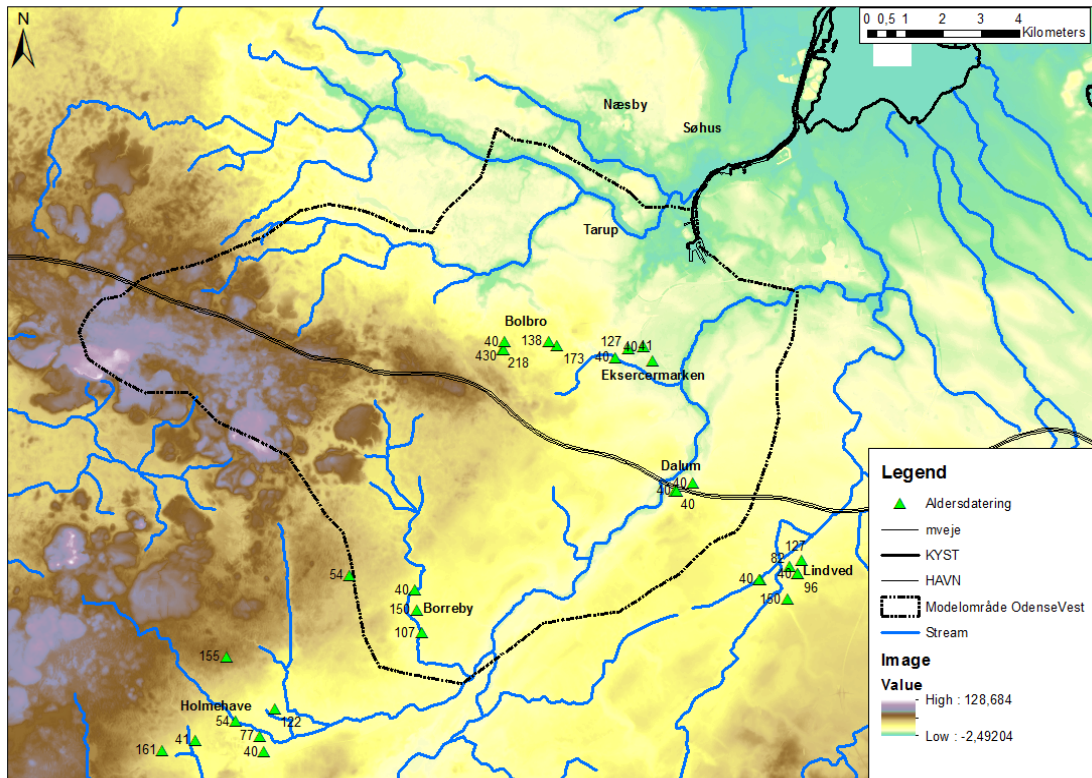 N
0 0,5 1 2 3 4
Kilometers
Næsby
Søhus
Tarup
Bolbro
40
138
430
218
173
127
40
41
40
Eksercermarken
Dalum
40
40
40
127
82
Lindved
40
40
96
150
54
40
150
Borreby
107
155
Holmehave
54
122
77
41
161
40
Legend
Aldersdatering
mveje
KYST
HAVN
Modelområde OdenseVest
Stream
Image
Value
High : 128,684
Low : -2,49204